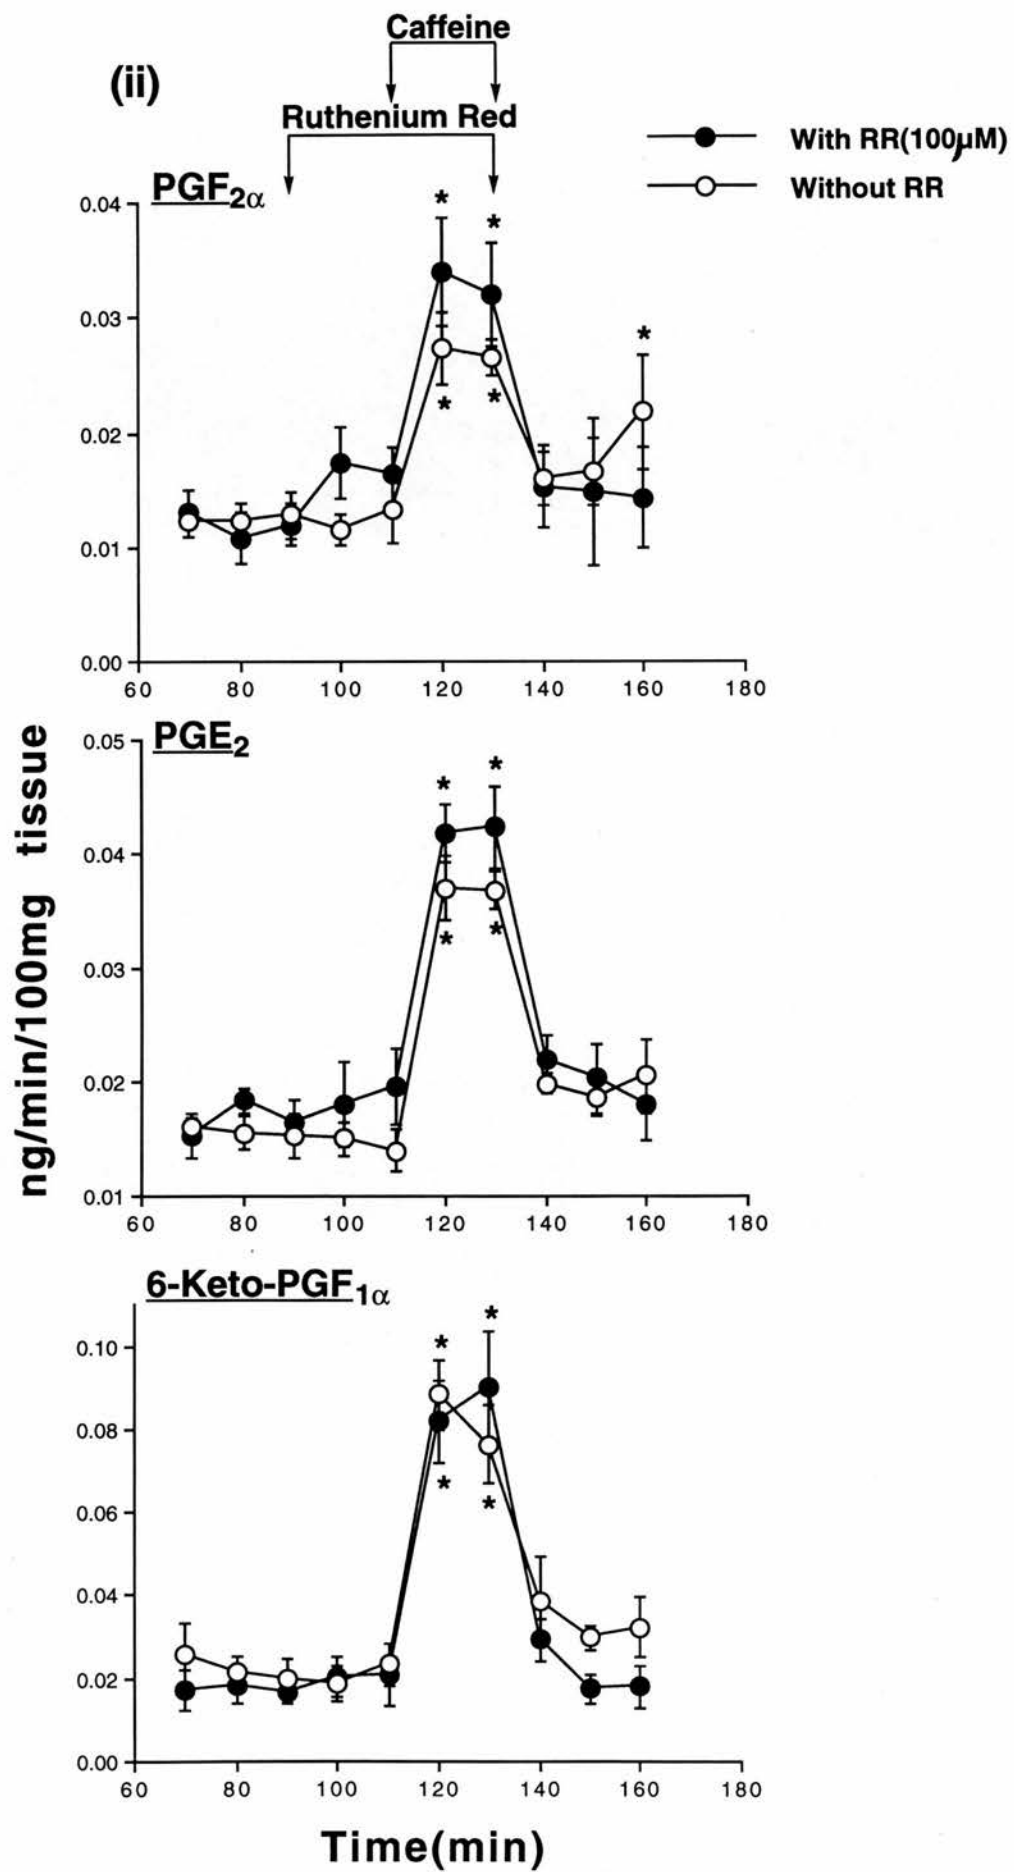 Caffeine
(ii)
Ruthenium Red
With RR(100µM)
Without RR
PGF2α
*
*
0.04
0.03
*
*
*
0.02
0.01
0.00
60 80 100 120 140 160 180
PGE2
0.05
*
*
0.04
*
*
0.03
0.02
0.01
60 80 100 120 140 160 180
6-Keto-PGF1α
*
*
0.10
0.08
*
*
0.06
0.04
0.02
0.00
60 80 100 120 140 160 180
ng/min/100mg tissue
Time(min)